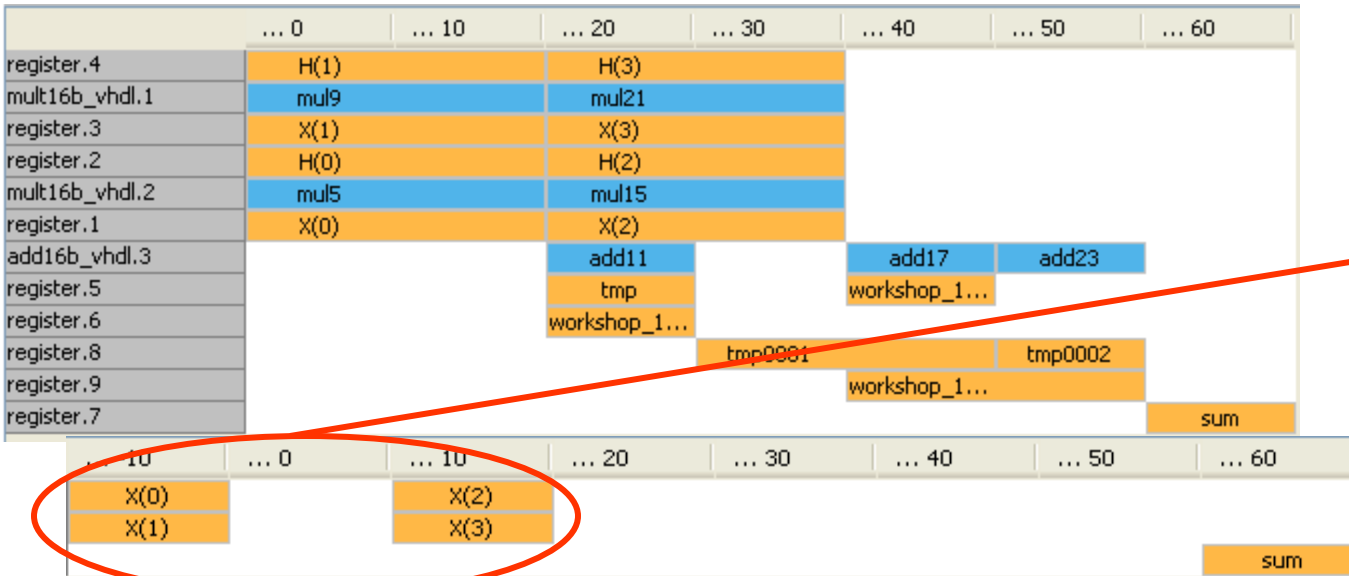 ... 0 ... 10 ... 20 ... 30 ... 40 ... 50 ... 60
register.4 H(1) H(3)
mult16b_vhdl.1 mul9 mul21
register.3 X(1) X(3)
register.2 H(0) H(2)
mult16b_vhdl.2 mul5 mul15
register.1 X(0) X(2)
add16b_vhdl.3 add11 add17 add23
register.5 tmp workshop_1...
register.6 workshop_1...
register.8 tmp0001 tmp0002
register.9 workshop_1...
register.7 sum
... -10 ... 0 ... 10 ... 20 ... 30 ... 40 ... 50 ... 60
X(0) X(2)
X(1) X(3)
sum